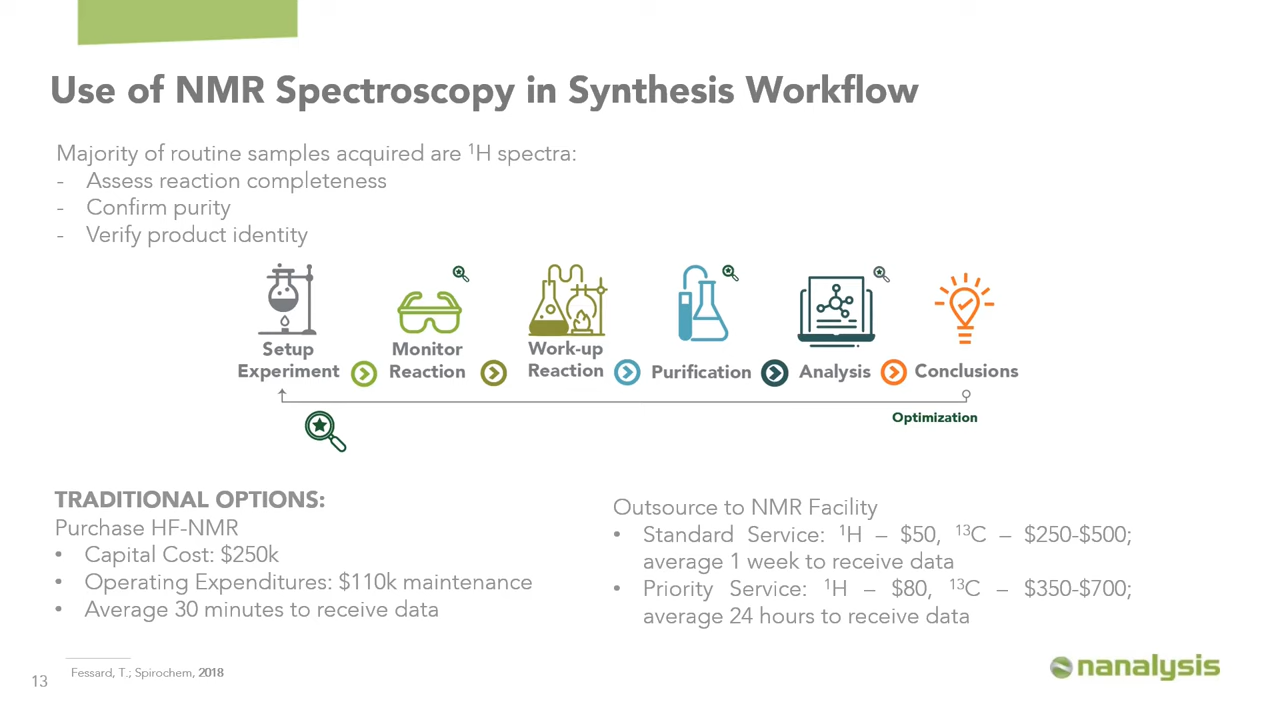 Use of NMR Spectroscopy in Synthesis Workflow
Majority of routine samples acquired are ¹H spectra:
- Assess reaction completeness
- Confirm purity
- Verify product identity
Setup
Experiment
Monitor
Reaction
Work-up
Reaction
Purification
Analysis
Conclusions
Optimization
TRADITIONAL OPTIONS:
Purchase HF-NMR
• Capital Cost: $250k
• Operating Expenditures: $110k maintenance
• Average 30 minutes to receive data
Outsource to NMR Facility
• Standard Service: ¹H – $50, ¹³C – $250-$500;
average 1 week to receive data
• Priority Service: ¹H – $80, ¹³C – $350-$700;
average 24 hours to receive data
Fessard, T.; Spirochem, 2018
13
nanalysis